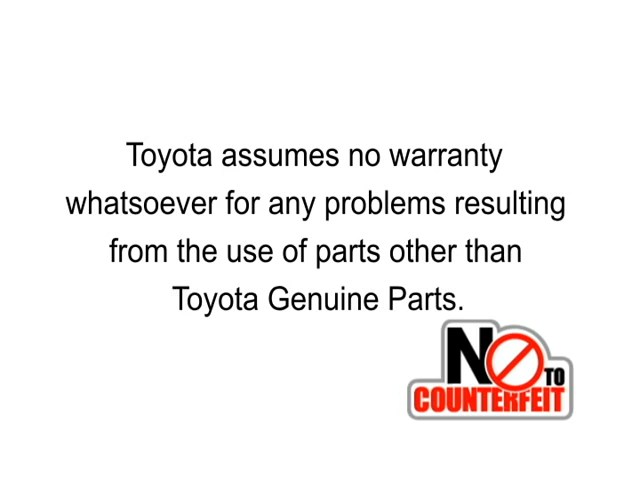 Toyota assumes no warranty
whatsoever for any problems resulting
from the use of parts other than
Toyota Genuine Parts.
NO TO
COUNTERFEIT